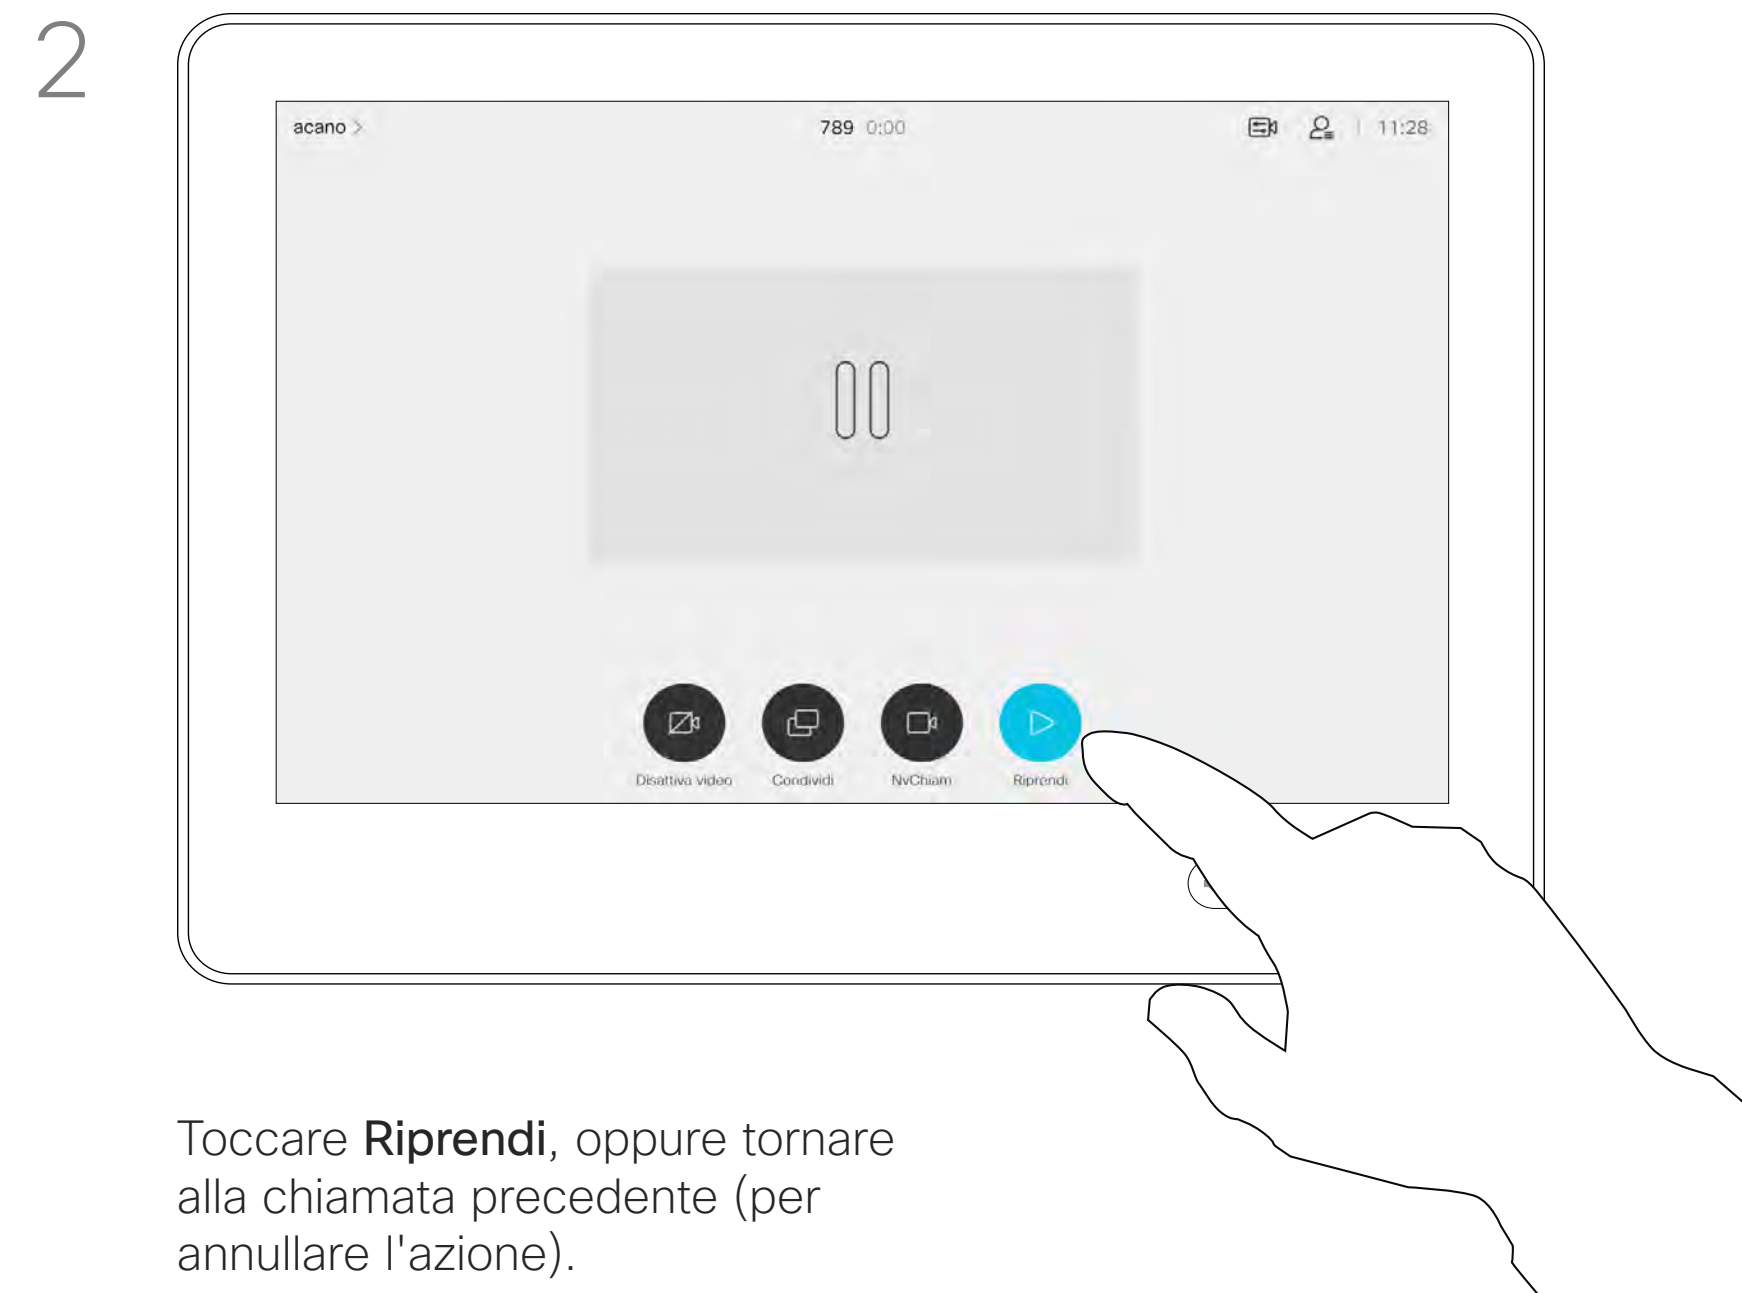 2
acano >
789 0:00
11:28
Disattiva video
Condividi
NvChiam
Riprendi
Toccare Riprendi, oppure tornare
alla chiamata precedente (per
annullare l'azione).